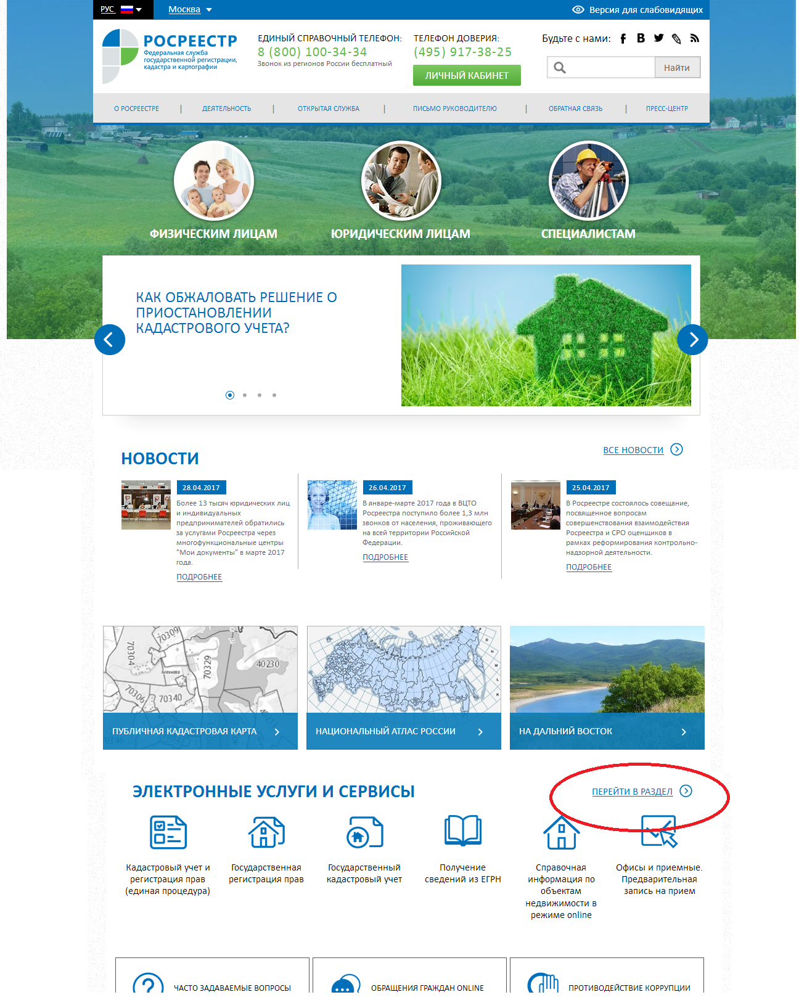 РУС
Москва
Версия для слабовидящих
РОСРЕЕСТР
Федеральная служба
государственной регистрации,
кадастра и картографии
ЕДИНЫЙ СПРАВОЧНЫЙ ТЕЛЕФОН:
8 (800) 100-34-34
Звонок из регионов России бесплатный
ТЕЛЕФОН ДОВЕРИЯ:
(495) 917-38-25
ЛИЧНЫЙ КАБИНЕТ
Будьте с нами:
Найти
О РОСРЕЕСТРЕ | ДЕЯТЕЛЬНОСТЬ | ОТКРЫТАЯ СЛУЖБА | ПИСЬМО РУКОВОДИТЕЛЮ | ОБРАТНАЯ СВЯЗЬ | ПРЕСС-ЦЕНТР
ФИЗИЧЕСКИМ ЛИЦАМ
ЮРИДИЧЕСКИМ ЛИЦАМ
СПЕЦИАЛИСТАМ
КАК ОБЖАЛОВАТЬ РЕШЕНИЕ О
ПРИОСТАНОВЛЕНИИ
КАДАСТРОВОГО УЧЕТА?
НОВОСТИ
ВСЕ НОВОСТИ
28.04.2017
Более 13 тысяч юридических лиц
и индивидуальных
предпринимателей обратились
за услугами Росреестра через
многофункциональные центры
"Мои документы" в марте 2017
года.
ПОДРОБНЕЕ
26.04.2017
В январе-марте 2017 года в ВЦТО
Росреестра поступило более 1,3 млн
звонков от населения, проживающего
на всей территории Российской
Федерации.
ПОДРОБНЕЕ
25.04.2017
В Росреестре состоялось совещание,
посвященное вопросам
совершенствования взаимодействия
Росреестра и СРО оценщиков в
рамках реформирования контрольно-
надзорной деятельности.
ПОДРОБНЕЕ
70309
70304
70329
40230
70306
70340
ПУБЛИЧНАЯ КАДАСТРОВАЯ КАРТА
НАЦИОНАЛЬНЫЙ АТЛАС РОССИИ
НА ДАЛЬНИЙ ВОСТОК
ЭЛЕКТРОННЫЕ УСЛУГИ И СЕРВИСЫ
ПЕРЕЙТИ В РАЗДЕЛ
Кадастровый учет и
регистрация прав
(единая процедура)
Государственная
регистрация прав
Государственный
кадастровый учет
Получение
сведений из ЕГРН
Справочная
информация по
объектам
недвижимости в
режиме online
Офисы и приемные.
Предварительная
запись на прием
ЧАСТО ЗАДАВАЕМЫЕ ВОПРОСЫ
ОБРАЩЕНИЯ ГРАЖДАН ONLINE
ПРОТИВОДЕЙСТВИЕ КОРРУПЦИИ